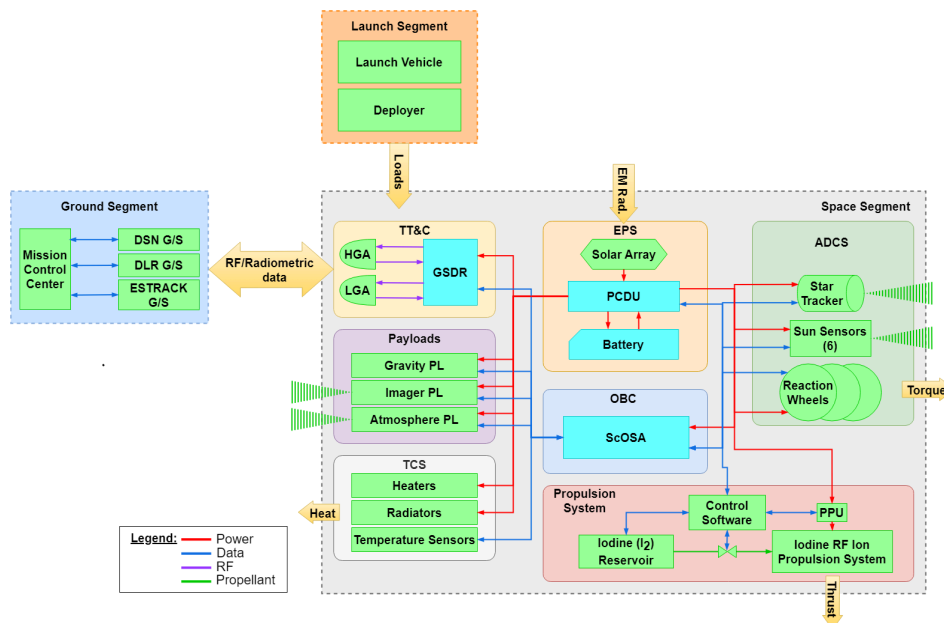 Launch Segment
Launch Vehicle
Deployer
Loads
EM Rad.
Ground Segment
Mission
Control
Center
DSN G/S
DLR G/S
ESTRACK
G/S
RF/Radiometric
data
Space Segment
TT&C
HGA
LGA
GSDR
EPS
Solar Array
PCDU
Battery
ADCS
Star
Tracker
Sun Sensors
(6)
Reaction
Wheels
Torque
Payloads
Gravity PL
Imager PL
Atmosphere PL
OBC
ScOSA
TCS
Heaters
Radiators
Temperature Sensors
Heat
Propulsion
System
Control
Software
PPU
Iodine (I2)
Reservoir
Iodine RF Ion
Propulsion System
Thrust
Legend:
Power
Data
RF
Propellant